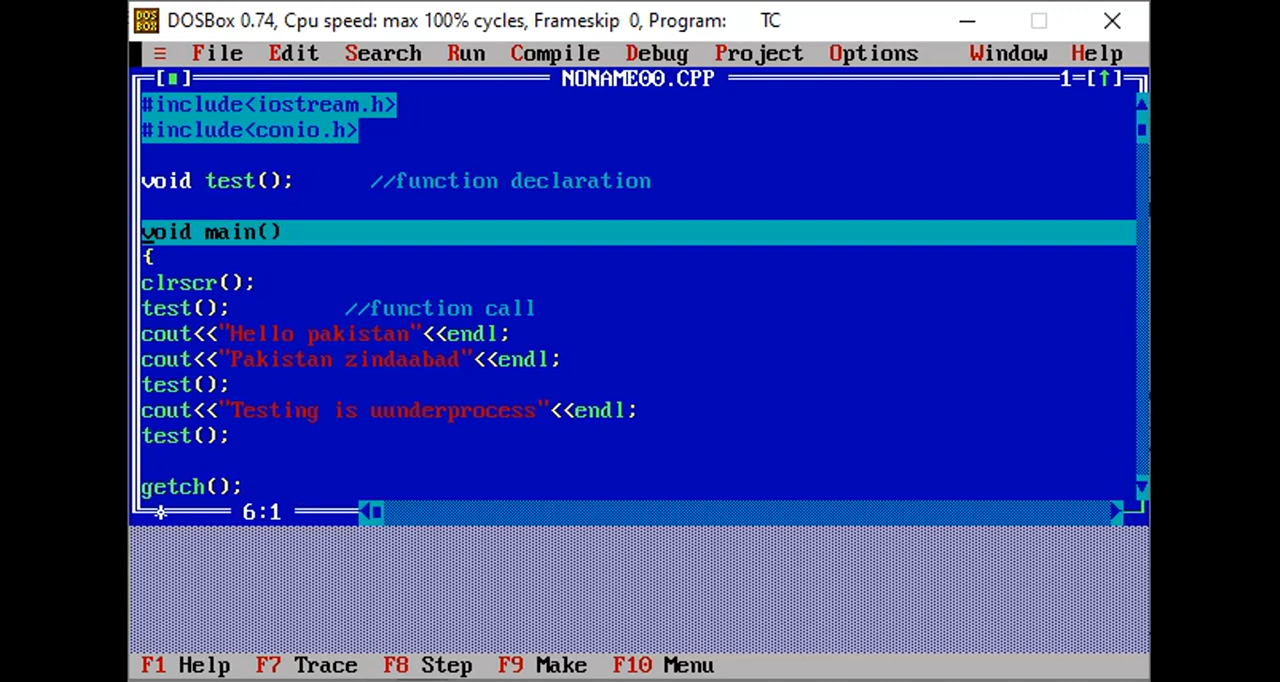 DOSBox 0.74, Cpu speed: max 100% cycles, Frameskip 0, Program: TC
≡ File Edit Search Run Compile Debug Project Options Window Help
[■] NONAME00.CPP 1=[↑]
#include<iostream.h>
#include<conio.h>
void test(); //function declaration
void main()
{
clrscr();
test(); //function call
cout<<"Hello pakistan"<<endl;
cout<<"Pakistan zindaabad"<<endl;
test();
cout<<"Testing is uunderprocess"<<endl;
test();
getch();
6:1
F1 Help F7 Trace F8 Step F9 Make F10 Menu